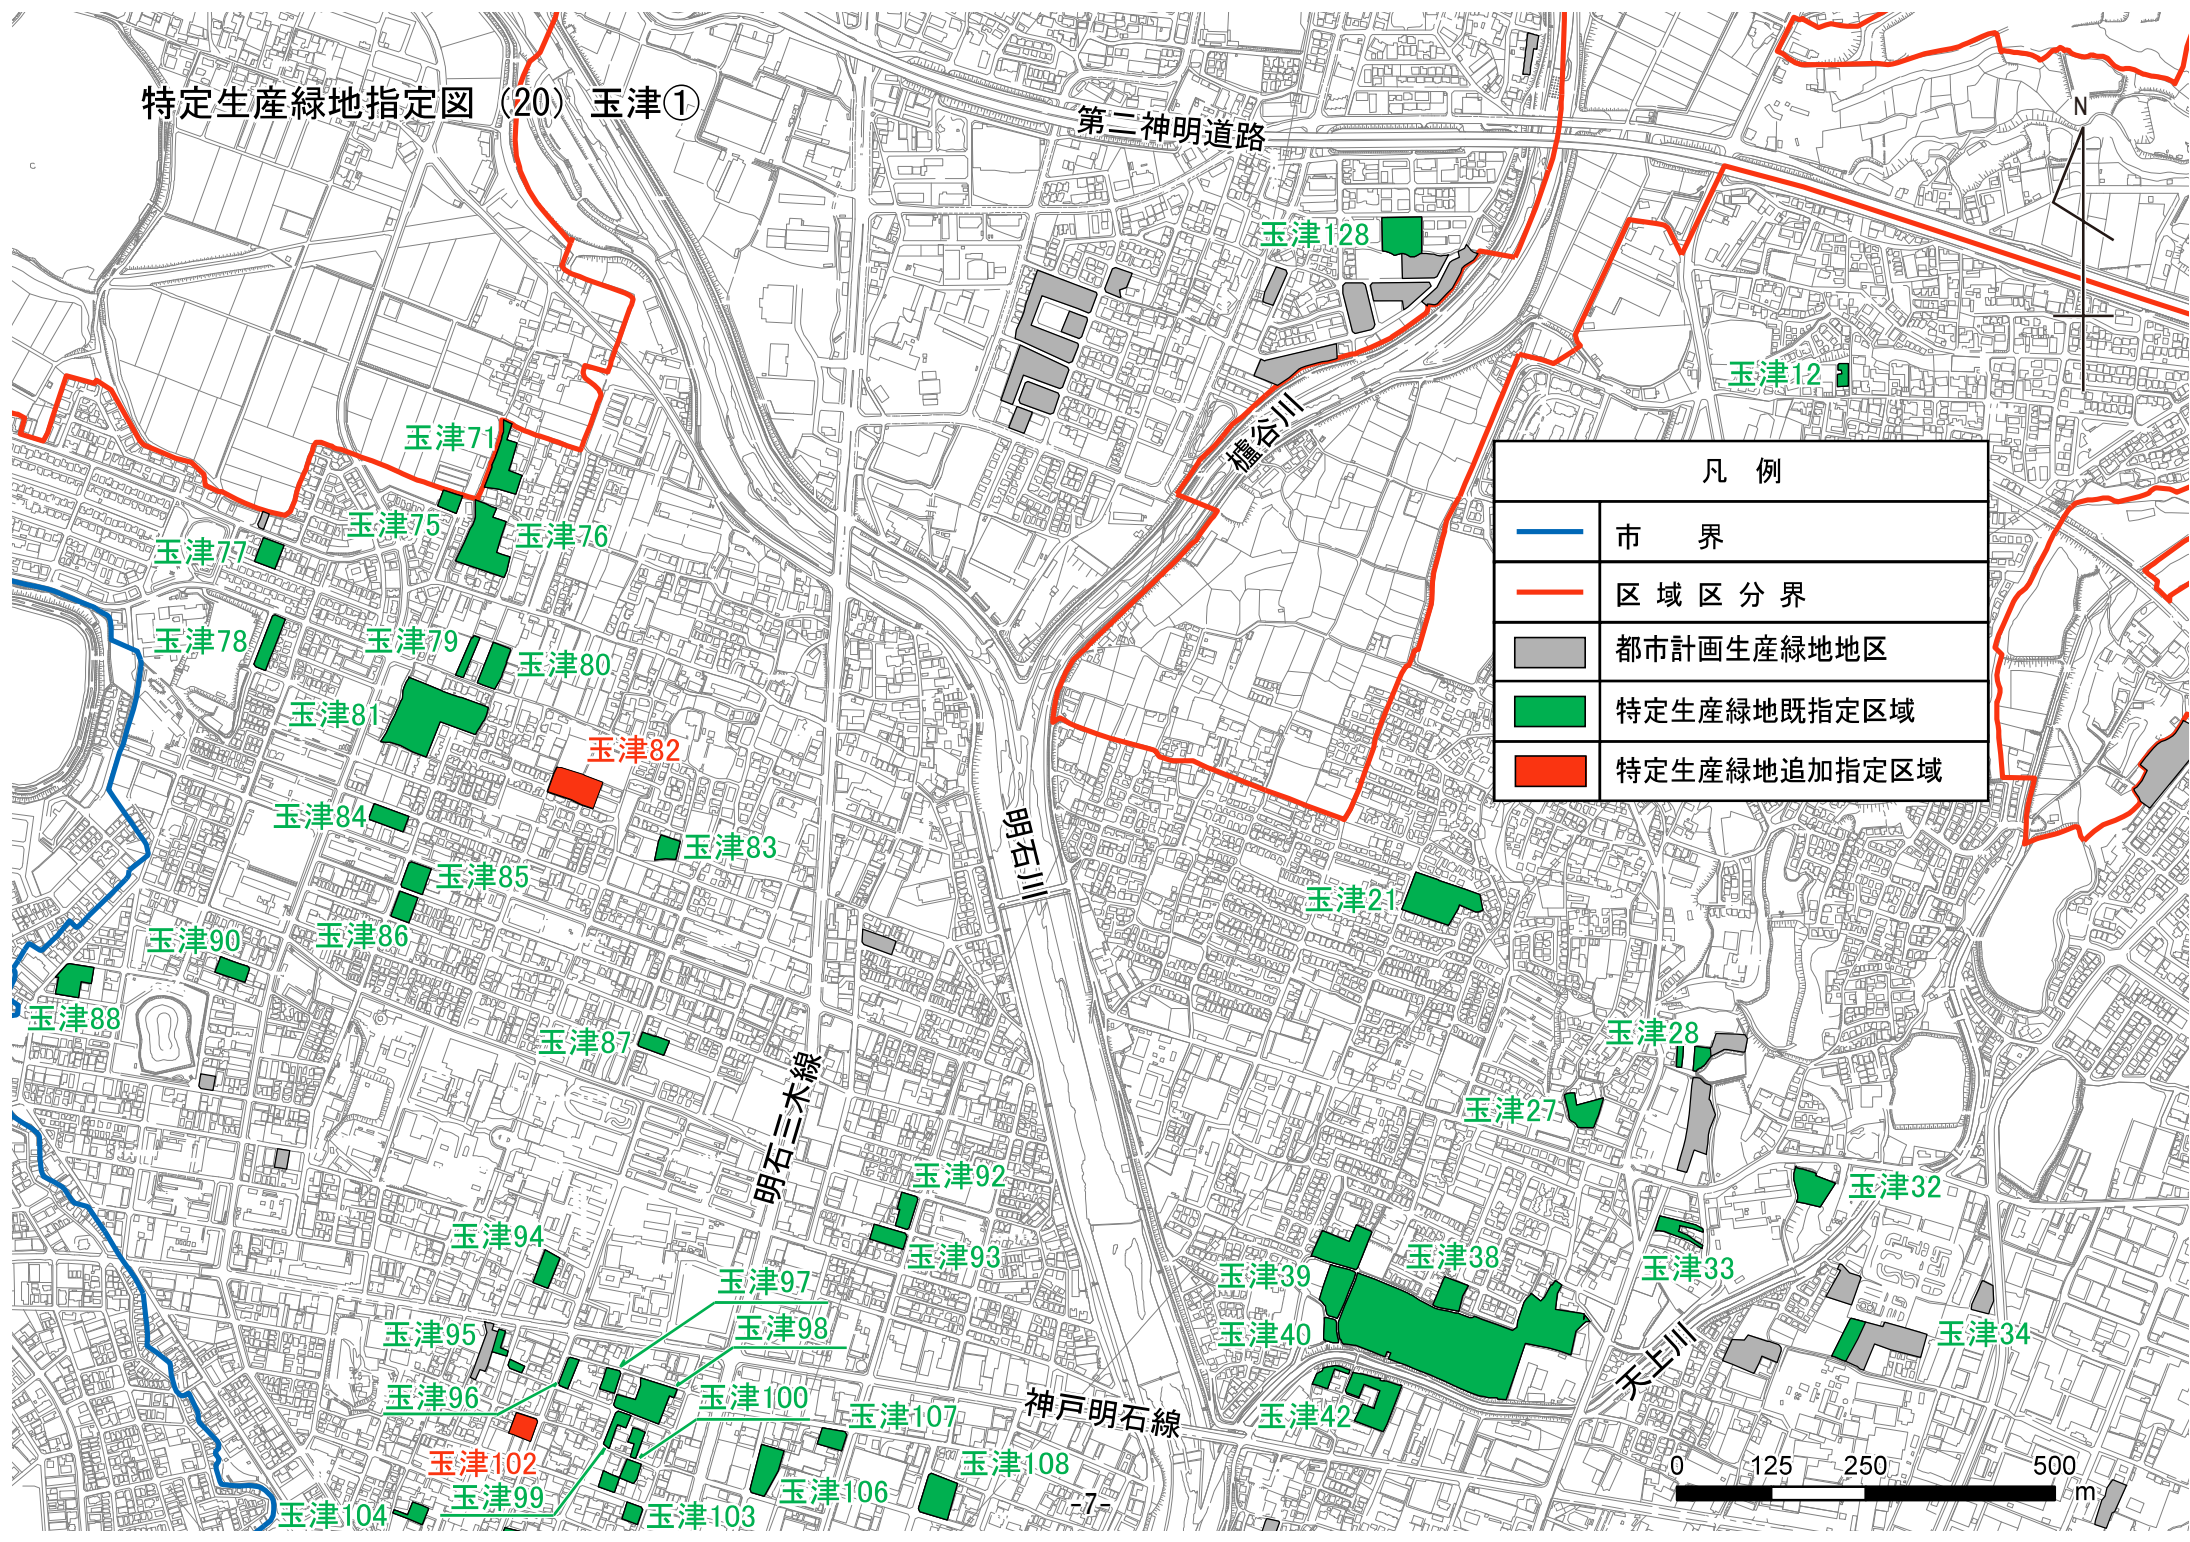 特定生産緑地指定図 (20) 玉津①
第二神明道路
N
玉津128
玉津12
玉津71
櫨谷川
凡 例
市 界
区域区分界
都市計画生産緑地地区
特定生産緑地既指定区域
特定生産緑地追加指定区域
玉津75
玉津76
玉津77
玉津78
玉津79
玉津80
玉津81
玉津82
玉津84
明石川
玉津83
玉津85
玉津21
玉津86
玉津90
玉津88
玉津87
玉津28
明石三木線
玉津27
玉津92
玉津32
玉津94
玉津93
玉津38
玉津33
玉津39
玉津97
玉津98
玉津95
玉津40
玉津34
天上川
玉津96
玉津100
玉津107
神戸明石線
玉津42
玉津102
玉津108
0 125 250 500 m
玉津99
玉津106
玉津104
玉津103
-7-